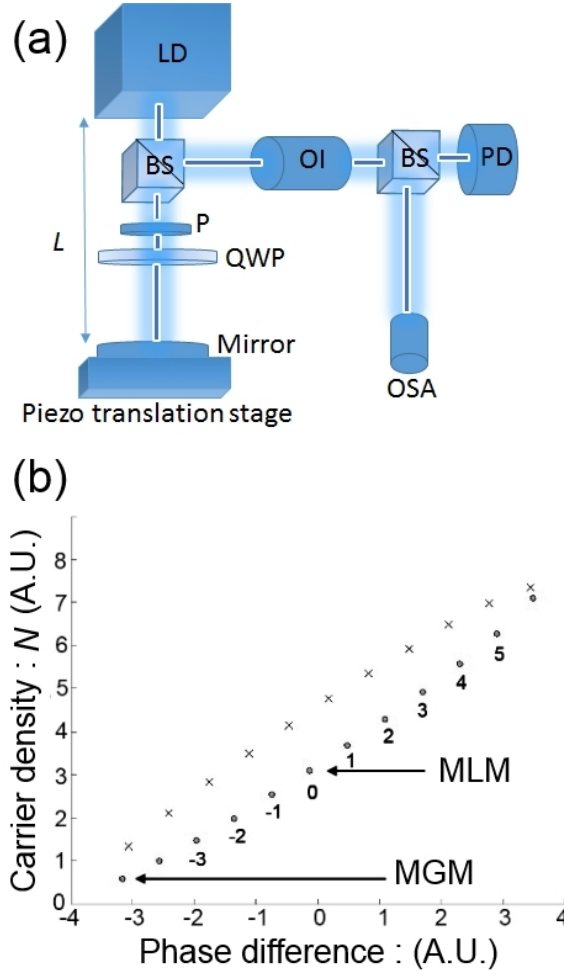 (a)
LD
BS
OI
BS
PD
P
L
QWP
Mirror
OSA
Piezo translation stage
(b)
Carrier density : N (A.U.)
8
7
6
5
4
3
2
1
0
-4 -3 -2 -1 0 1 2 3 4
5
4
3
2
1
0
-1
-2
-3
MLM
MGM
Phase difference : (A.U.)